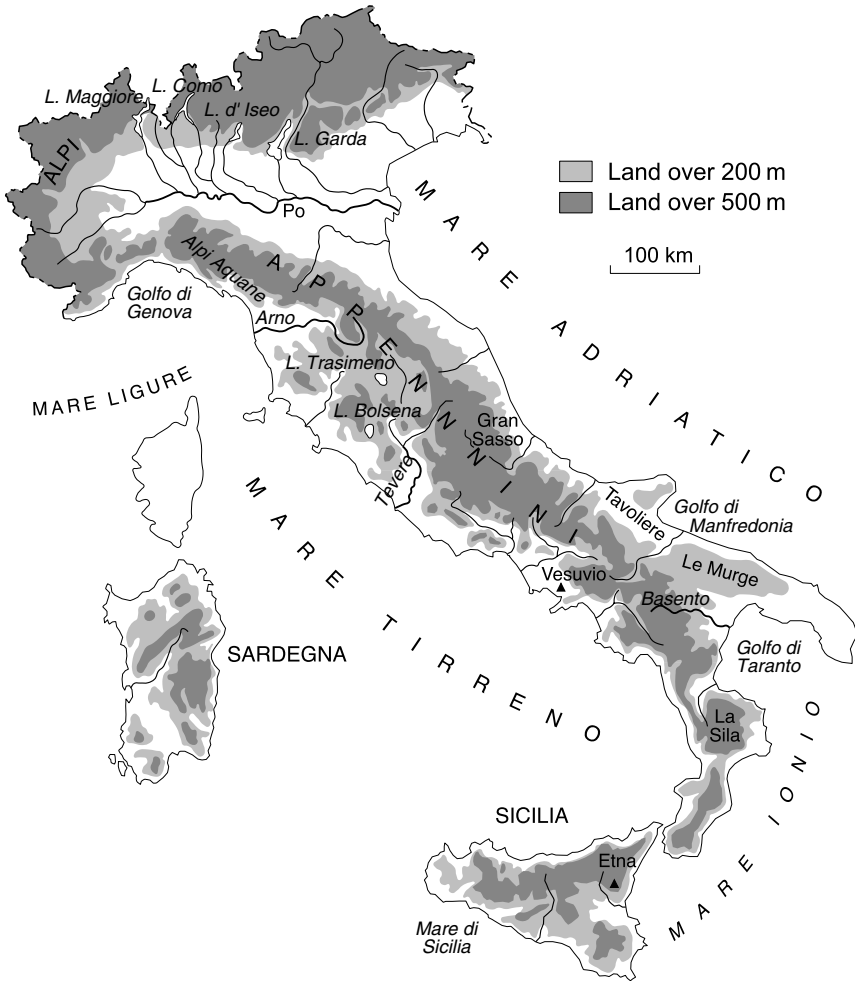 L. Maggiore
L. Como
L. d' Iseo
L. Garda
ALPI
Po
Land over 200 m
Land over 500 m
100 km
MARE ADRIATICO
Alpi Aquane
APPENNNINI
Golfo di
Genova
Arno
L. Trasimeno
MARE LIGURE
L. Bolsena
Gran
Sasso
Tevere
MARE TIRRENO
Tavoliere
Golfo di
Manfredonia
Le Murge
Vesuvio
Basento
SARDEGNA
Golfo di
Taranto
La
Sila
MARE IONIO
SICILIA
Etna
Mare di
Sicilia